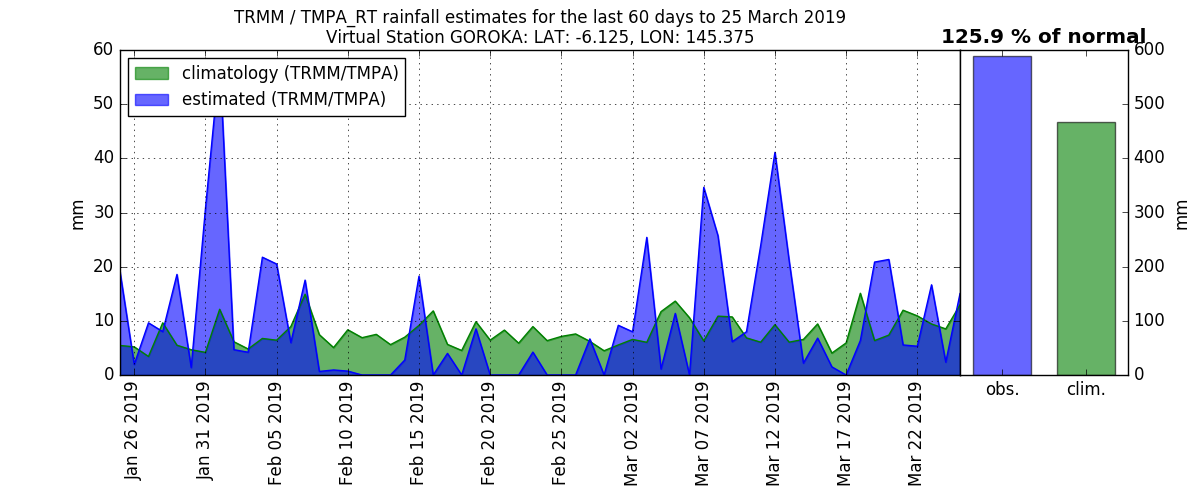 TRMM / TMPA_RT rainfall estimates for the last 60 days to 25 March 2019
Virtual Station GOROKA: LAT: -6.125, LON: 145.375
125.9 % of normal
climatology (TRMM/TMPA)
estimated (TRMM/TMPA)
mm
60
50
40
30
20
10
0
600
500
400
300
200
100
0
mm
Jan 26 2019
Jan 31 2019
Feb 05 2019
Feb 10 2019
Feb 15 2019
Feb 20 2019
Feb 25 2019
Mar 02 2019
Mar 07 2019
Mar 12 2019
Mar 17 2019
Mar 22 2019
obs.
clim.